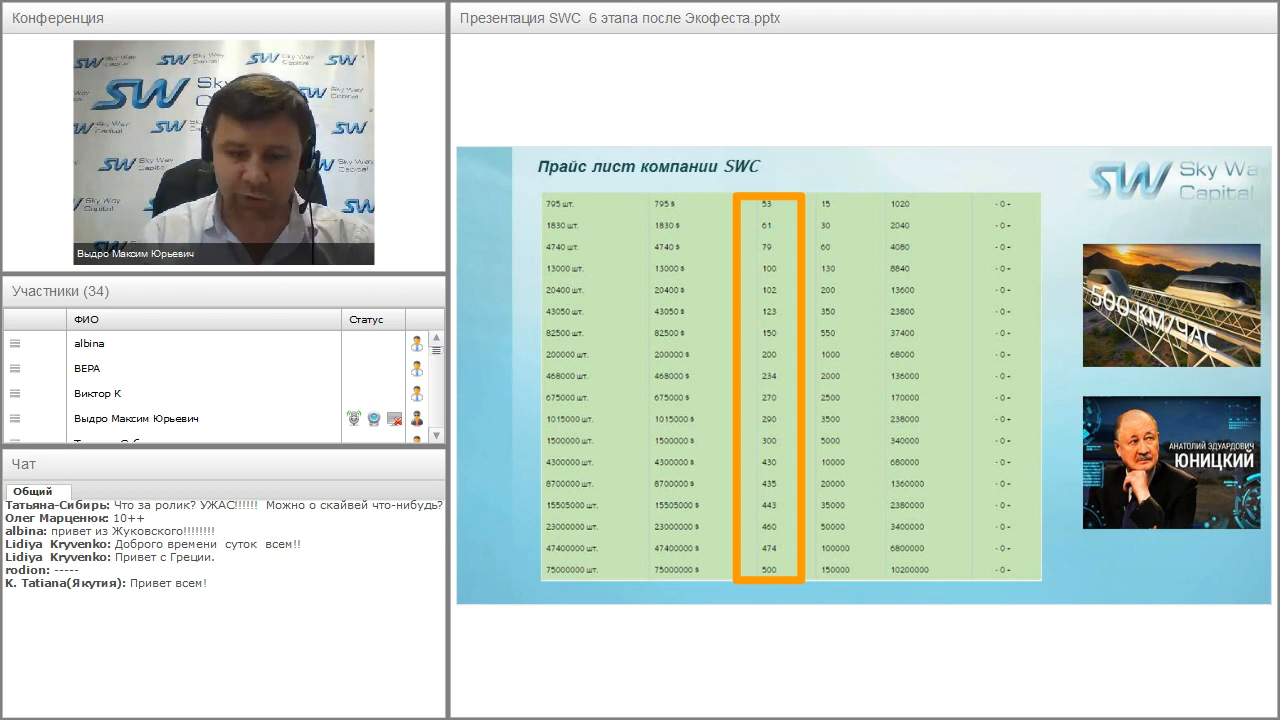 Конференция
SW Sky Way Capital
Выдро Максим Юрьевич
Участники (34)
ФИО Статус
albina
ВЕРА
Виктор К
Выдро Максим Юрьевич
Чат
Общий
Татьяна-Сибирь: Что за ролик? УЖАС!!!!!! Можно о скайвей что-нибудь?
Олег Марценюк: 10++
albina: привет из Жуковского!!!!!!!!
Lidiya Kryvenko: Доброго времени суток всем!!
Lidiya Kryvenko: Привет с Греции.
rodion: -----
K. Tatiana(Якутия): Привет всем!
Презентация SWC 6 этапа после Экофеста.pptx
Прайс лист компании SWC
795 шт. 795 $ 53 15 1020 - 0 +
1830 шт. 1830 $ 61 30 2040 - 0 +
4740 шт. 4740 $ 79 60 4080 - 0 +
13000 шт. 13000 $ 100 130 8840 - 0 +
20400 шт. 20400 $ 102 200 13600 - 0 +
43050 шт. 43050 $ 123 350 23800 - 0 +
82500 шт. 82500 $ 150 550 37400 - 0 +
200000 шт. 200000 $ 200 1000 68000 - 0 +
468000 шт. 468000 $ 234 2000 136000 - 0 +
675000 шт. 675000 $ 270 2500 170000 - 0 +
1015000 шт. 1015000 $ 290 3500 238000 - 0 +
1500000 шт. 1500000 $ 300 5000 340000 - 0 +
4300000 шт. 4300000 $ 430 10000 680000 - 0 +
8700000 шт. 8700000 $ 435 20000 1360000 - 0 +
15505000 шт. 15505000 $ 443 35000 2380000 - 0 +
23000000 шт. 23000000 $ 460 50000 3400000 - 0 +
47400000 шт. 47400000 $ 474 100000 6800000 - 0 +
75000000 шт. 75000000 $ 500 150000 10200000 - 0 +
SW Sky Wa
Capital
500 КМ/ЧАС
АНАТОЛИЙ ЭДУАРДОВИЧ
ЮНИЦКИЙ